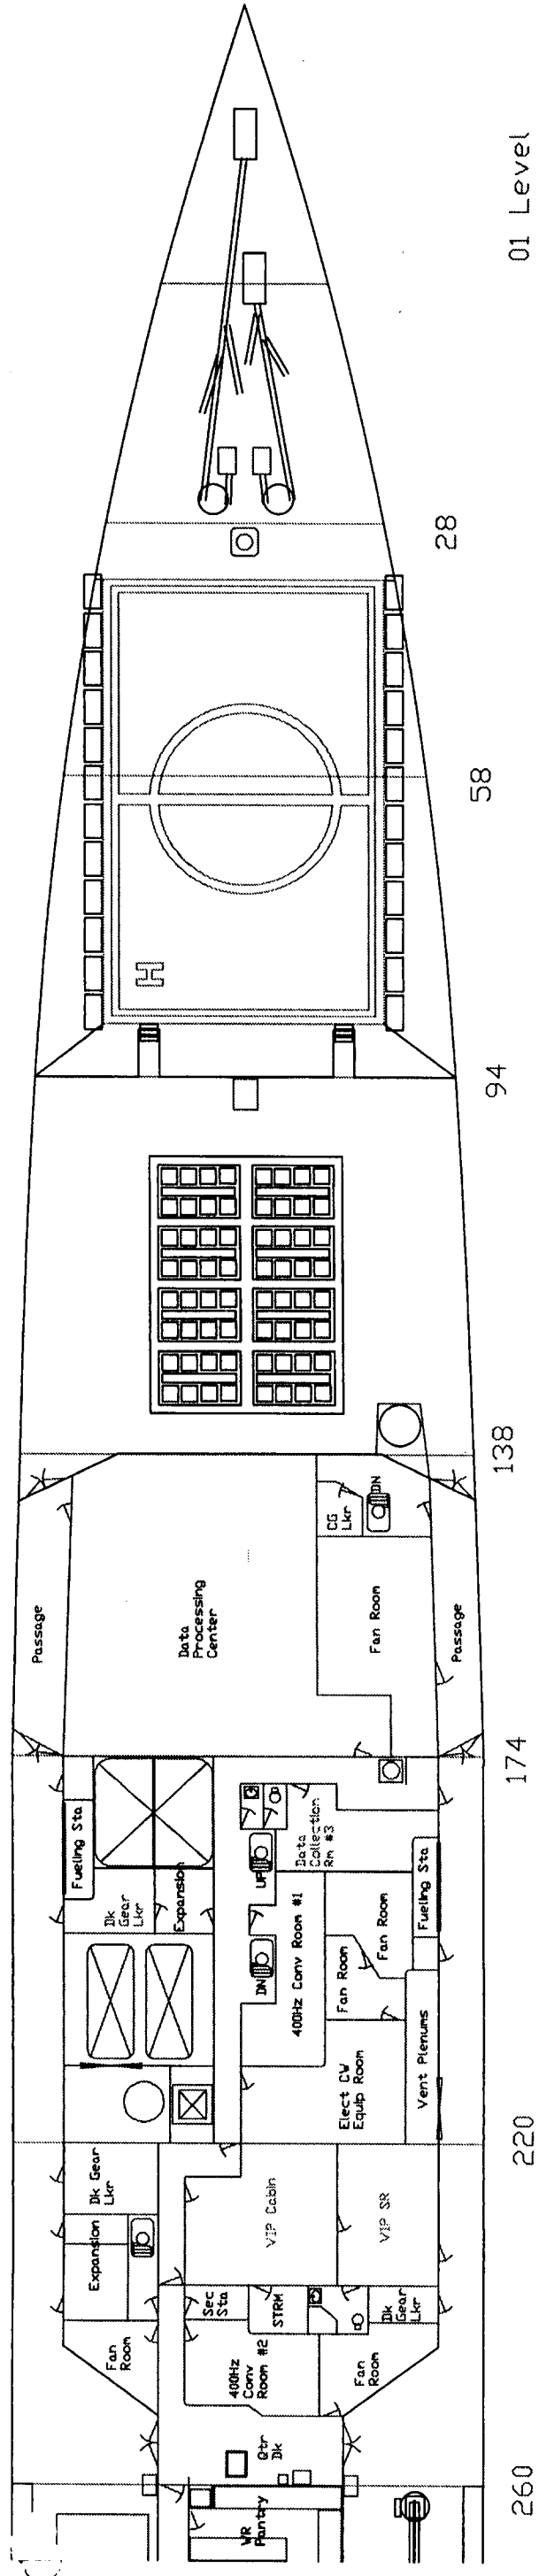 01 Level
28
58
H
94
138
CG
Lkr
DN
Passage
Data
Processing
Center
Fan Room
Passage
174
Fueling Sta
Dk
Gear
Lkr
Expansion
UP
Data
Collection
Rm #3
DN
400Hz Conv Room #1
Fan Room
Fan Room
Fueling Sta
Elect CW
Equip Room
Vent Plenums
220
Dk Gear
Lkr
Expansion
VIP Cabin
VIP SR
Sec
Sta
STRM
Dk
Gear
Lkr
Fan
Room
400Hz
Conv
Room #2
Fan
Room
Qtr
Dk
WR
Pantry
260